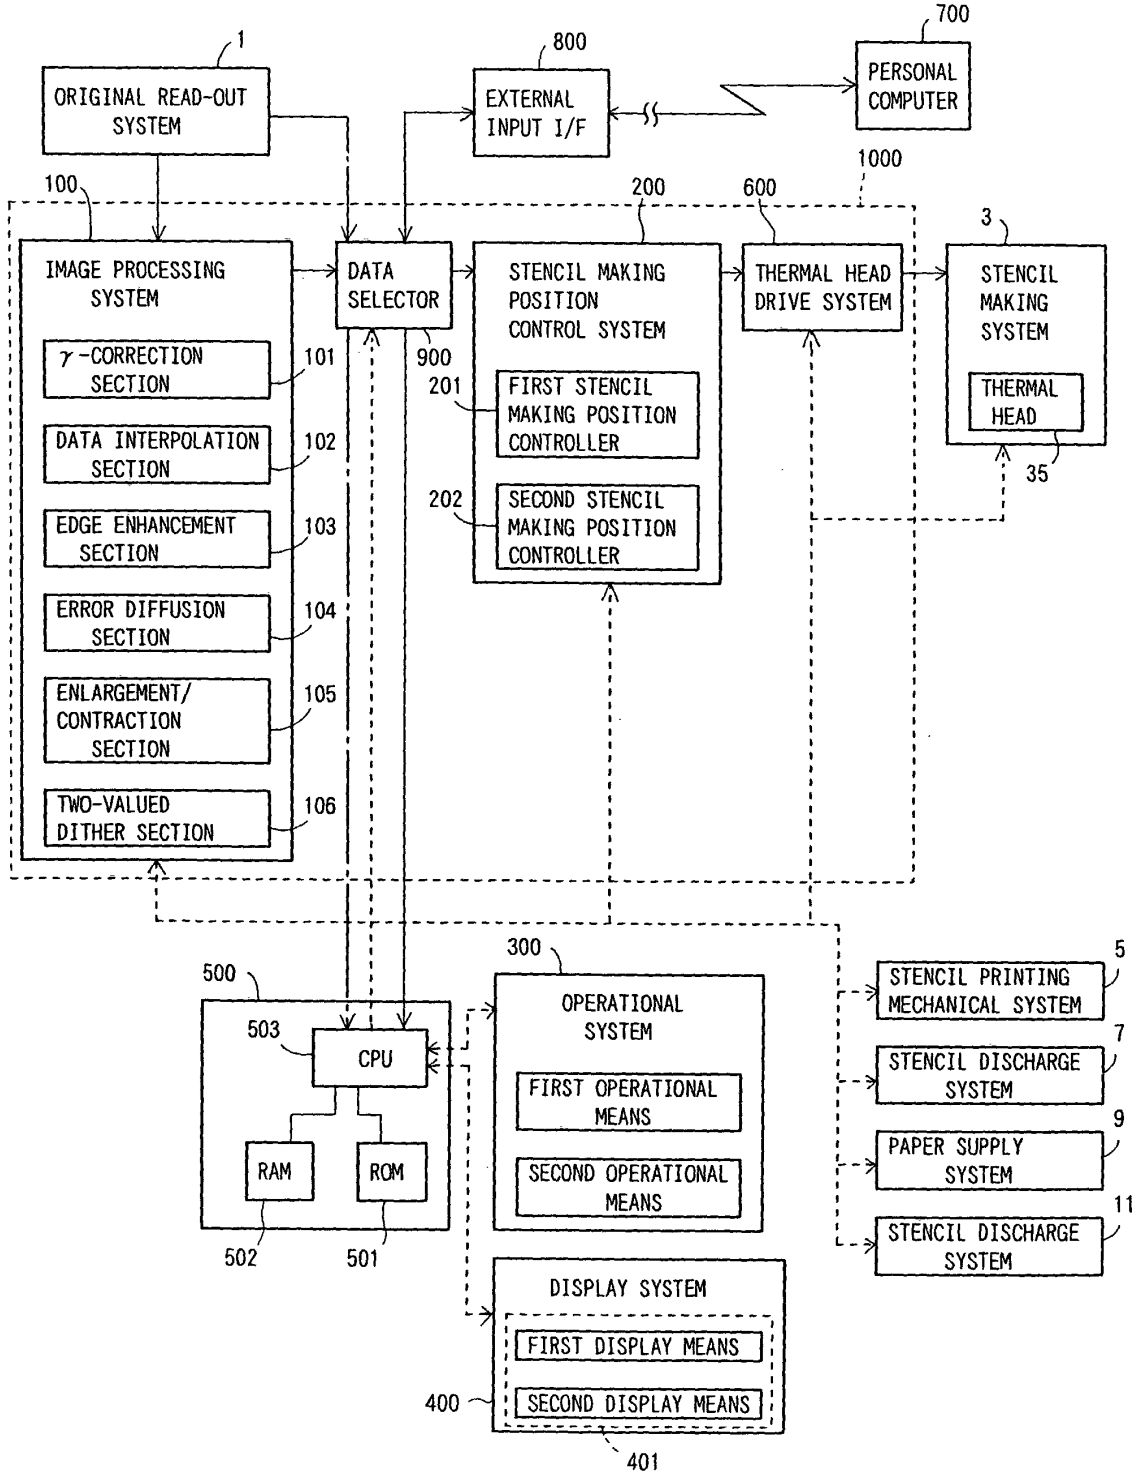 1
ORIGINAL READ-OUT
SYSTEM
800
EXTERNAL
INPUT I/F
700
PERSONAL
COMPUTER
1000
100
IMAGE PROCESSING
SYSTEM
γ-CORRECTION
SECTION
101
DATA INTERPOLATION
SECTION
102
EDGE ENHANCEMENT
SECTION
103
ERROR DIFFUSION
SECTION
104
ENLARGEMENT/
CONTRACTION
SECTION
105
TWO-VALUED
DITHER SECTION
106
DATA
SELECTOR
900
200
STENCIL MAKING
POSITION
CONTROL SYSTEM
201
FIRST STENCIL
MAKING POSITION
CONTROLLER
202
SECOND STENCIL
MAKING POSITION
CONTROLLER
600
THERMAL HEAD
DRIVE SYSTEM
3
STENCIL
MAKING
SYSTEM
THERMAL
HEAD
35
500
503
CPU
RAM
ROM
502
501
300
OPERATIONAL
SYSTEM
FIRST OPERATIONAL
MEANS
SECOND OPERATIONAL
MEANS
DISPLAY SYSTEM
FIRST DISPLAY MEANS
SECOND DISPLAY MEANS
400
401
5
STENCIL PRINTING
MECHANICAL SYSTEM
7
STENCIL DISCHARGE
SYSTEM
9
PAPER SUPPLY
SYSTEM
11
STENCIL DISCHARGE
SYSTEM